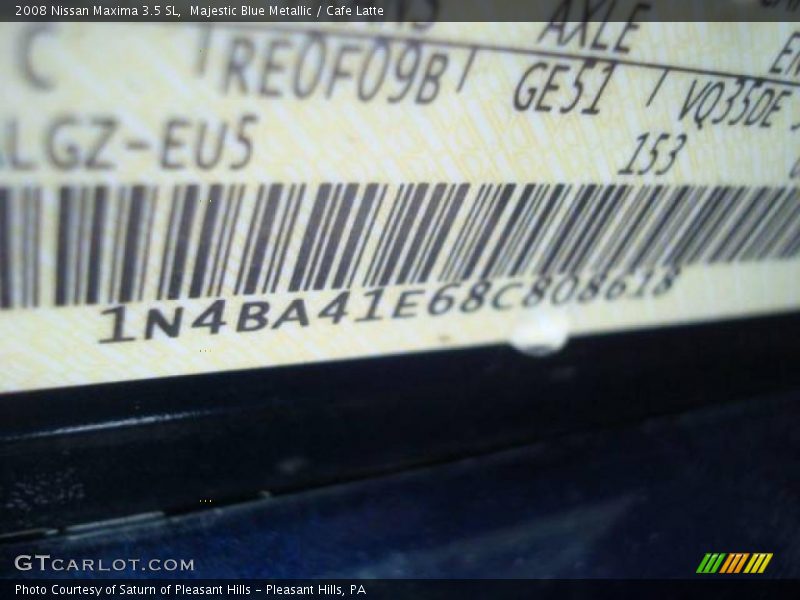 2008 Nissan Maxima 3.5 SL, Majestic Blue Metallic / Cafe Latte
AXLE
C RE0F09B GE51 VQ35DE
LGZ-EU5 153
1N4BA41E68C808618
GTCARLOT.COM
Photo Courtesy of Saturn of Pleasant Hills - Pleasant Hills, PA